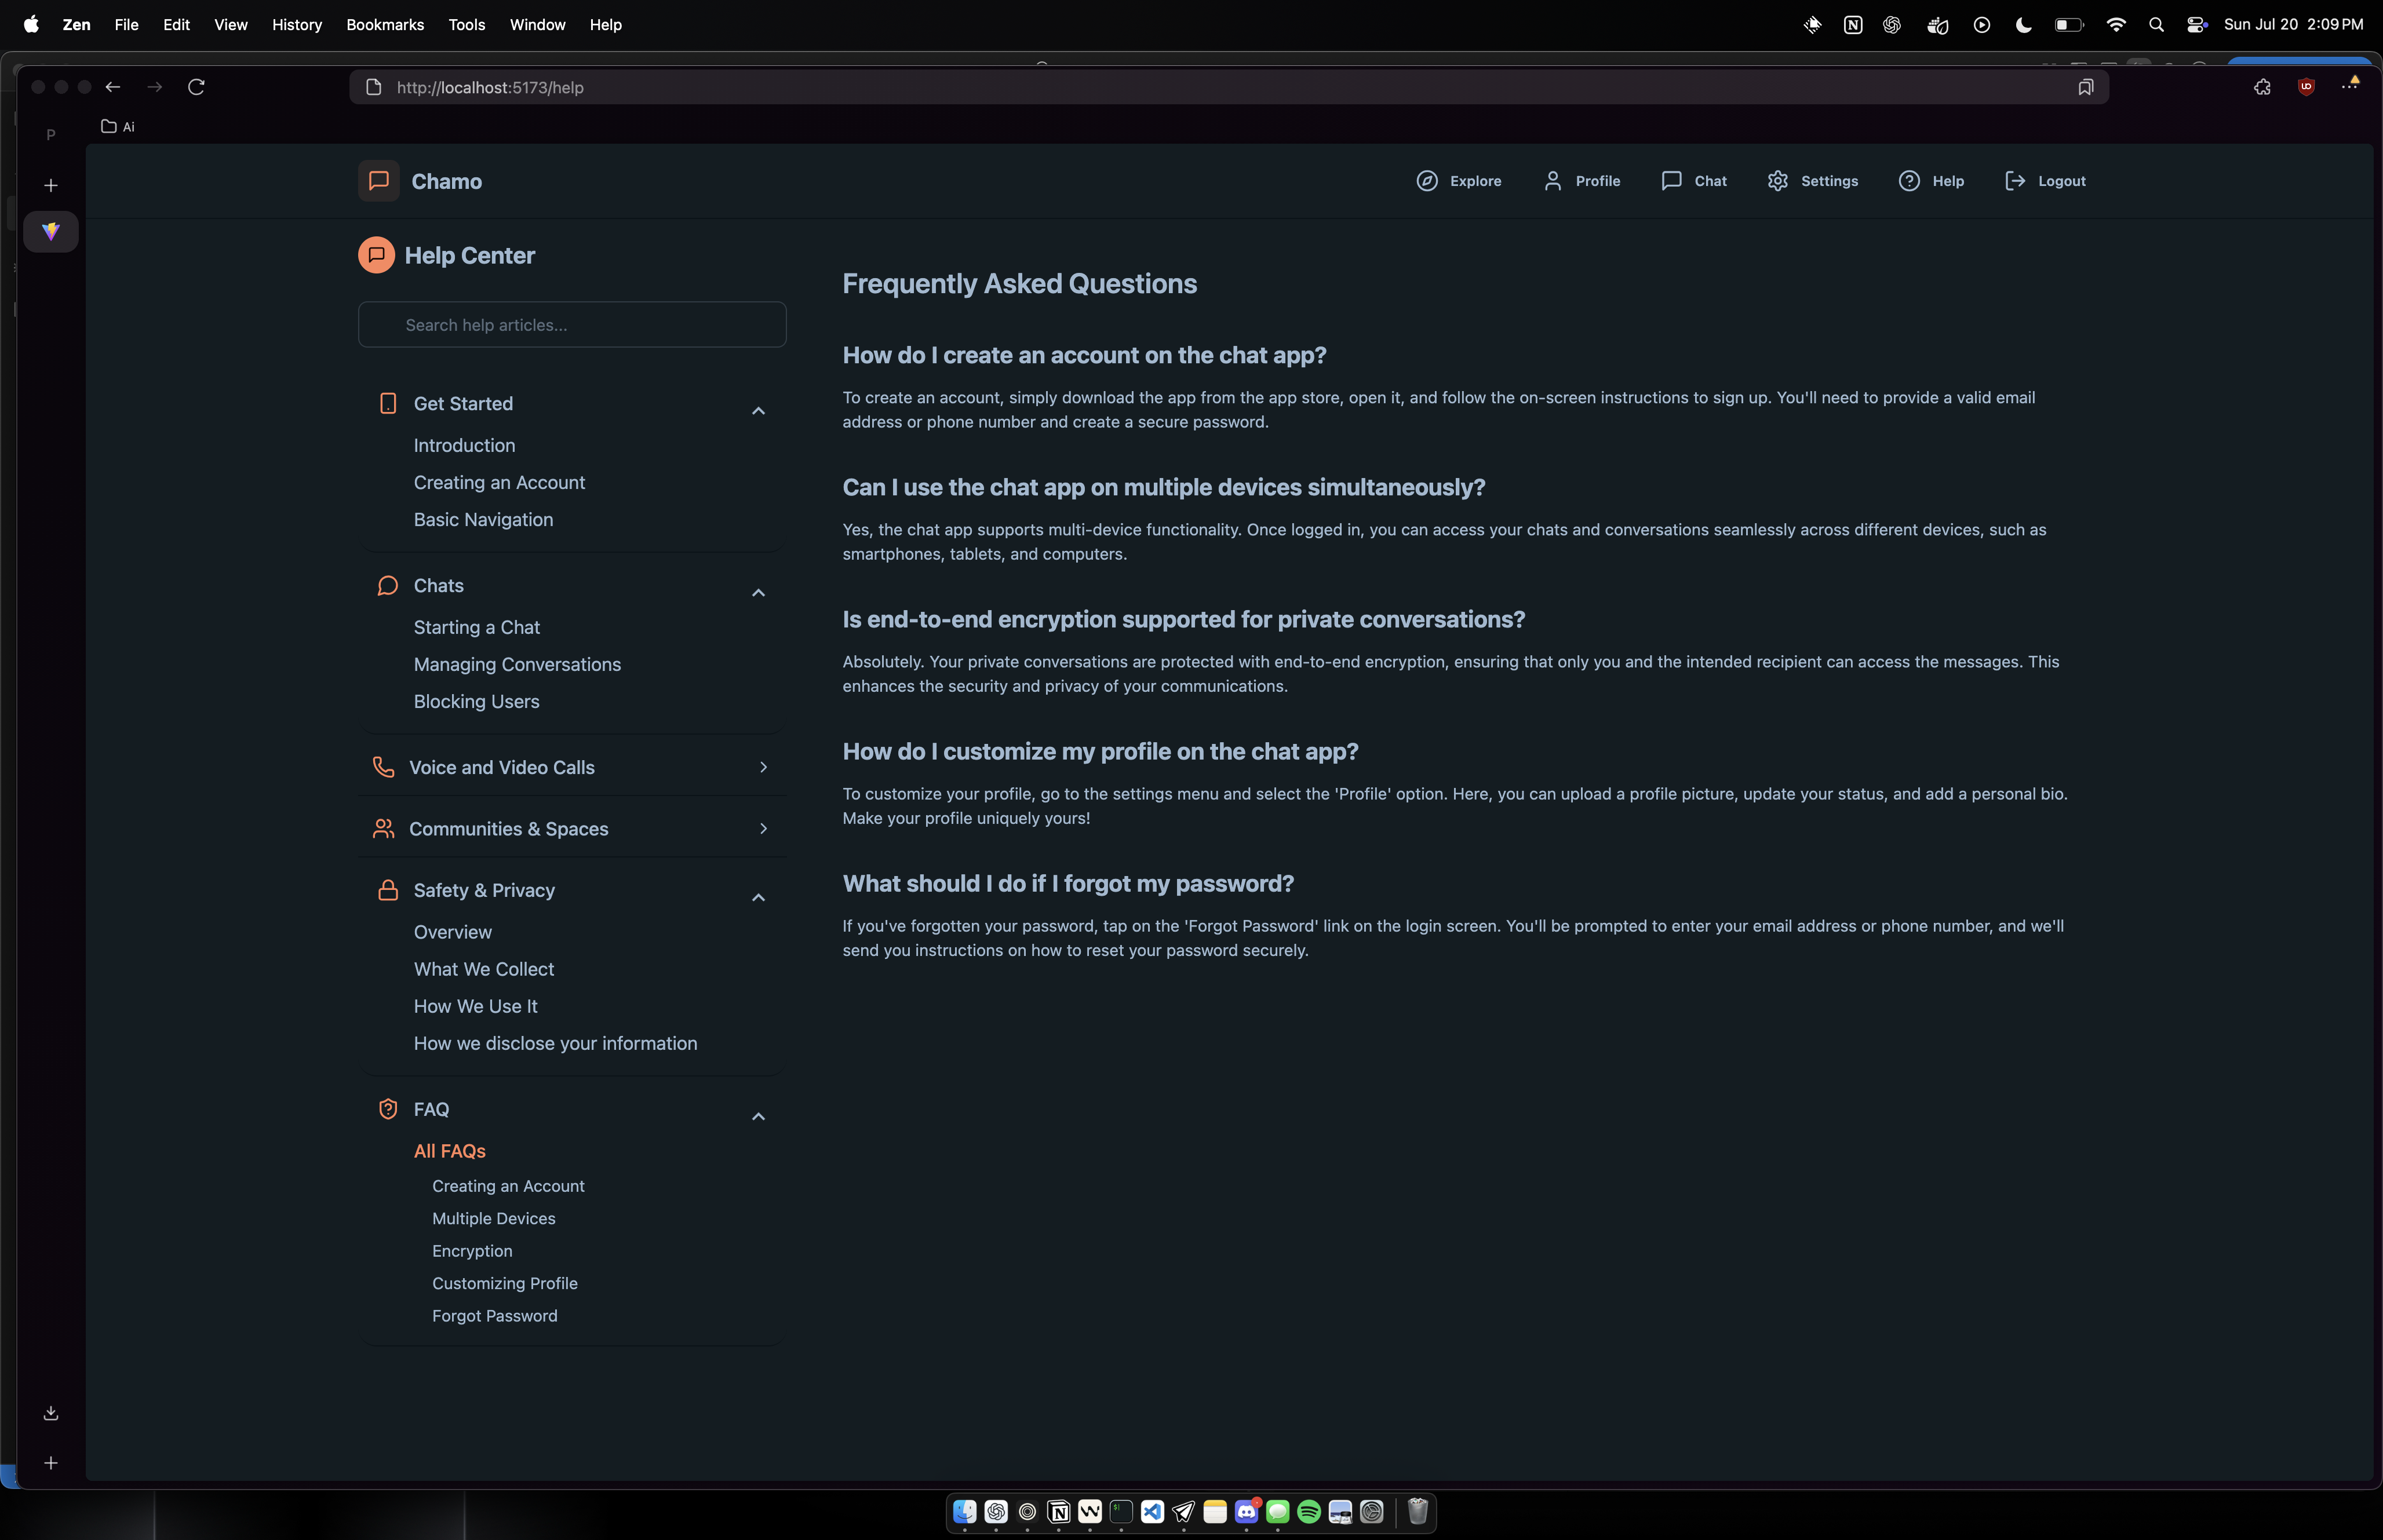 Zen File Edit View History Bookmarks Tools Window Help
Sun Jul 20 2:09 PM
http://localhost:5173/help
P
Ai
Chamo
Explore Profile Chat Settings Help Logout
Help Center
Search help articles...
Get Started
Introduction
Creating an Account
Basic Navigation
Chats
Starting a Chat
Managing Conversations
Blocking Users
Voice and Video Calls
Communities & Spaces
Safety & Privacy
Overview
What We Collect
How We Use It
How we disclose your information
FAQ
All FAQs
Creating an Account
Multiple Devices
Encryption
Customizing Profile
Forgot Password
Frequently Asked Questions
How do I create an account on the chat app?
To create an account, simply download the app from the app store, open it, and follow the on-screen instructions to sign up. You'll need to provide a valid email
address or phone number and create a secure password.
Can I use the chat app on multiple devices simultaneously?
Yes, the chat app supports multi-device functionality. Once logged in, you can access your chats and conversations seamlessly across different devices, such as
smartphones, tablets, and computers.
Is end-to-end encryption supported for private conversations?
Absolutely. Your private conversations are protected with end-to-end encryption, ensuring that only you and the intended recipient can access the messages. This
enhances the security and privacy of your communications.
How do I customize my profile on the chat app?
To customize your profile, go to the settings menu and select the 'Profile' option. Here, you can upload a profile picture, update your status, and add a personal bio.
Make your profile uniquely yours!
What should I do if I forgot my password?
If you've forgotten your password, tap on the 'Forgot Password' link on the login screen. You'll be prompted to enter your email address or phone number, and we'll
send you instructions on how to reset your password securely.